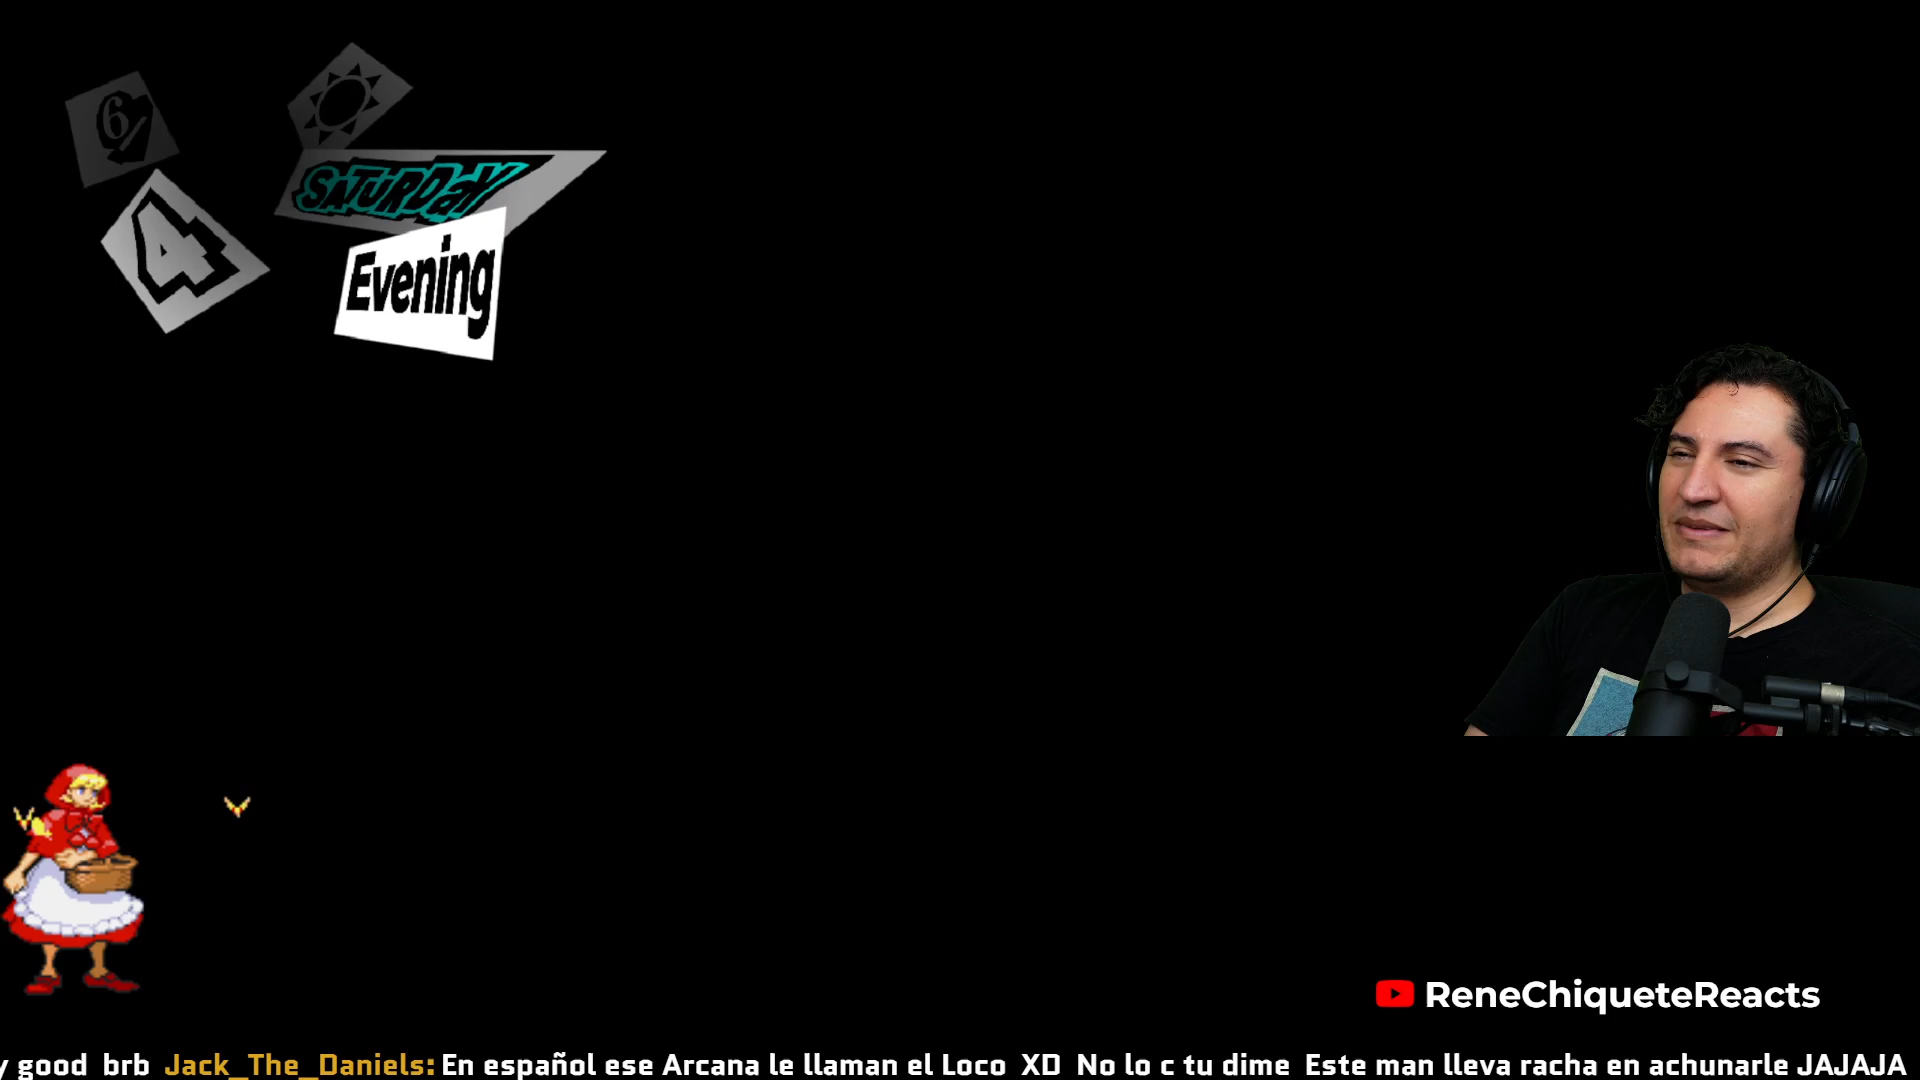 6/
4
SATURDaY
Evening
ReneChiqueteReacts
y good brb Jack_The_Daniels: En español ese Arcana le llaman el Loco XD No lo c tu dime Este man lleva racha en achunarle JAJAJA